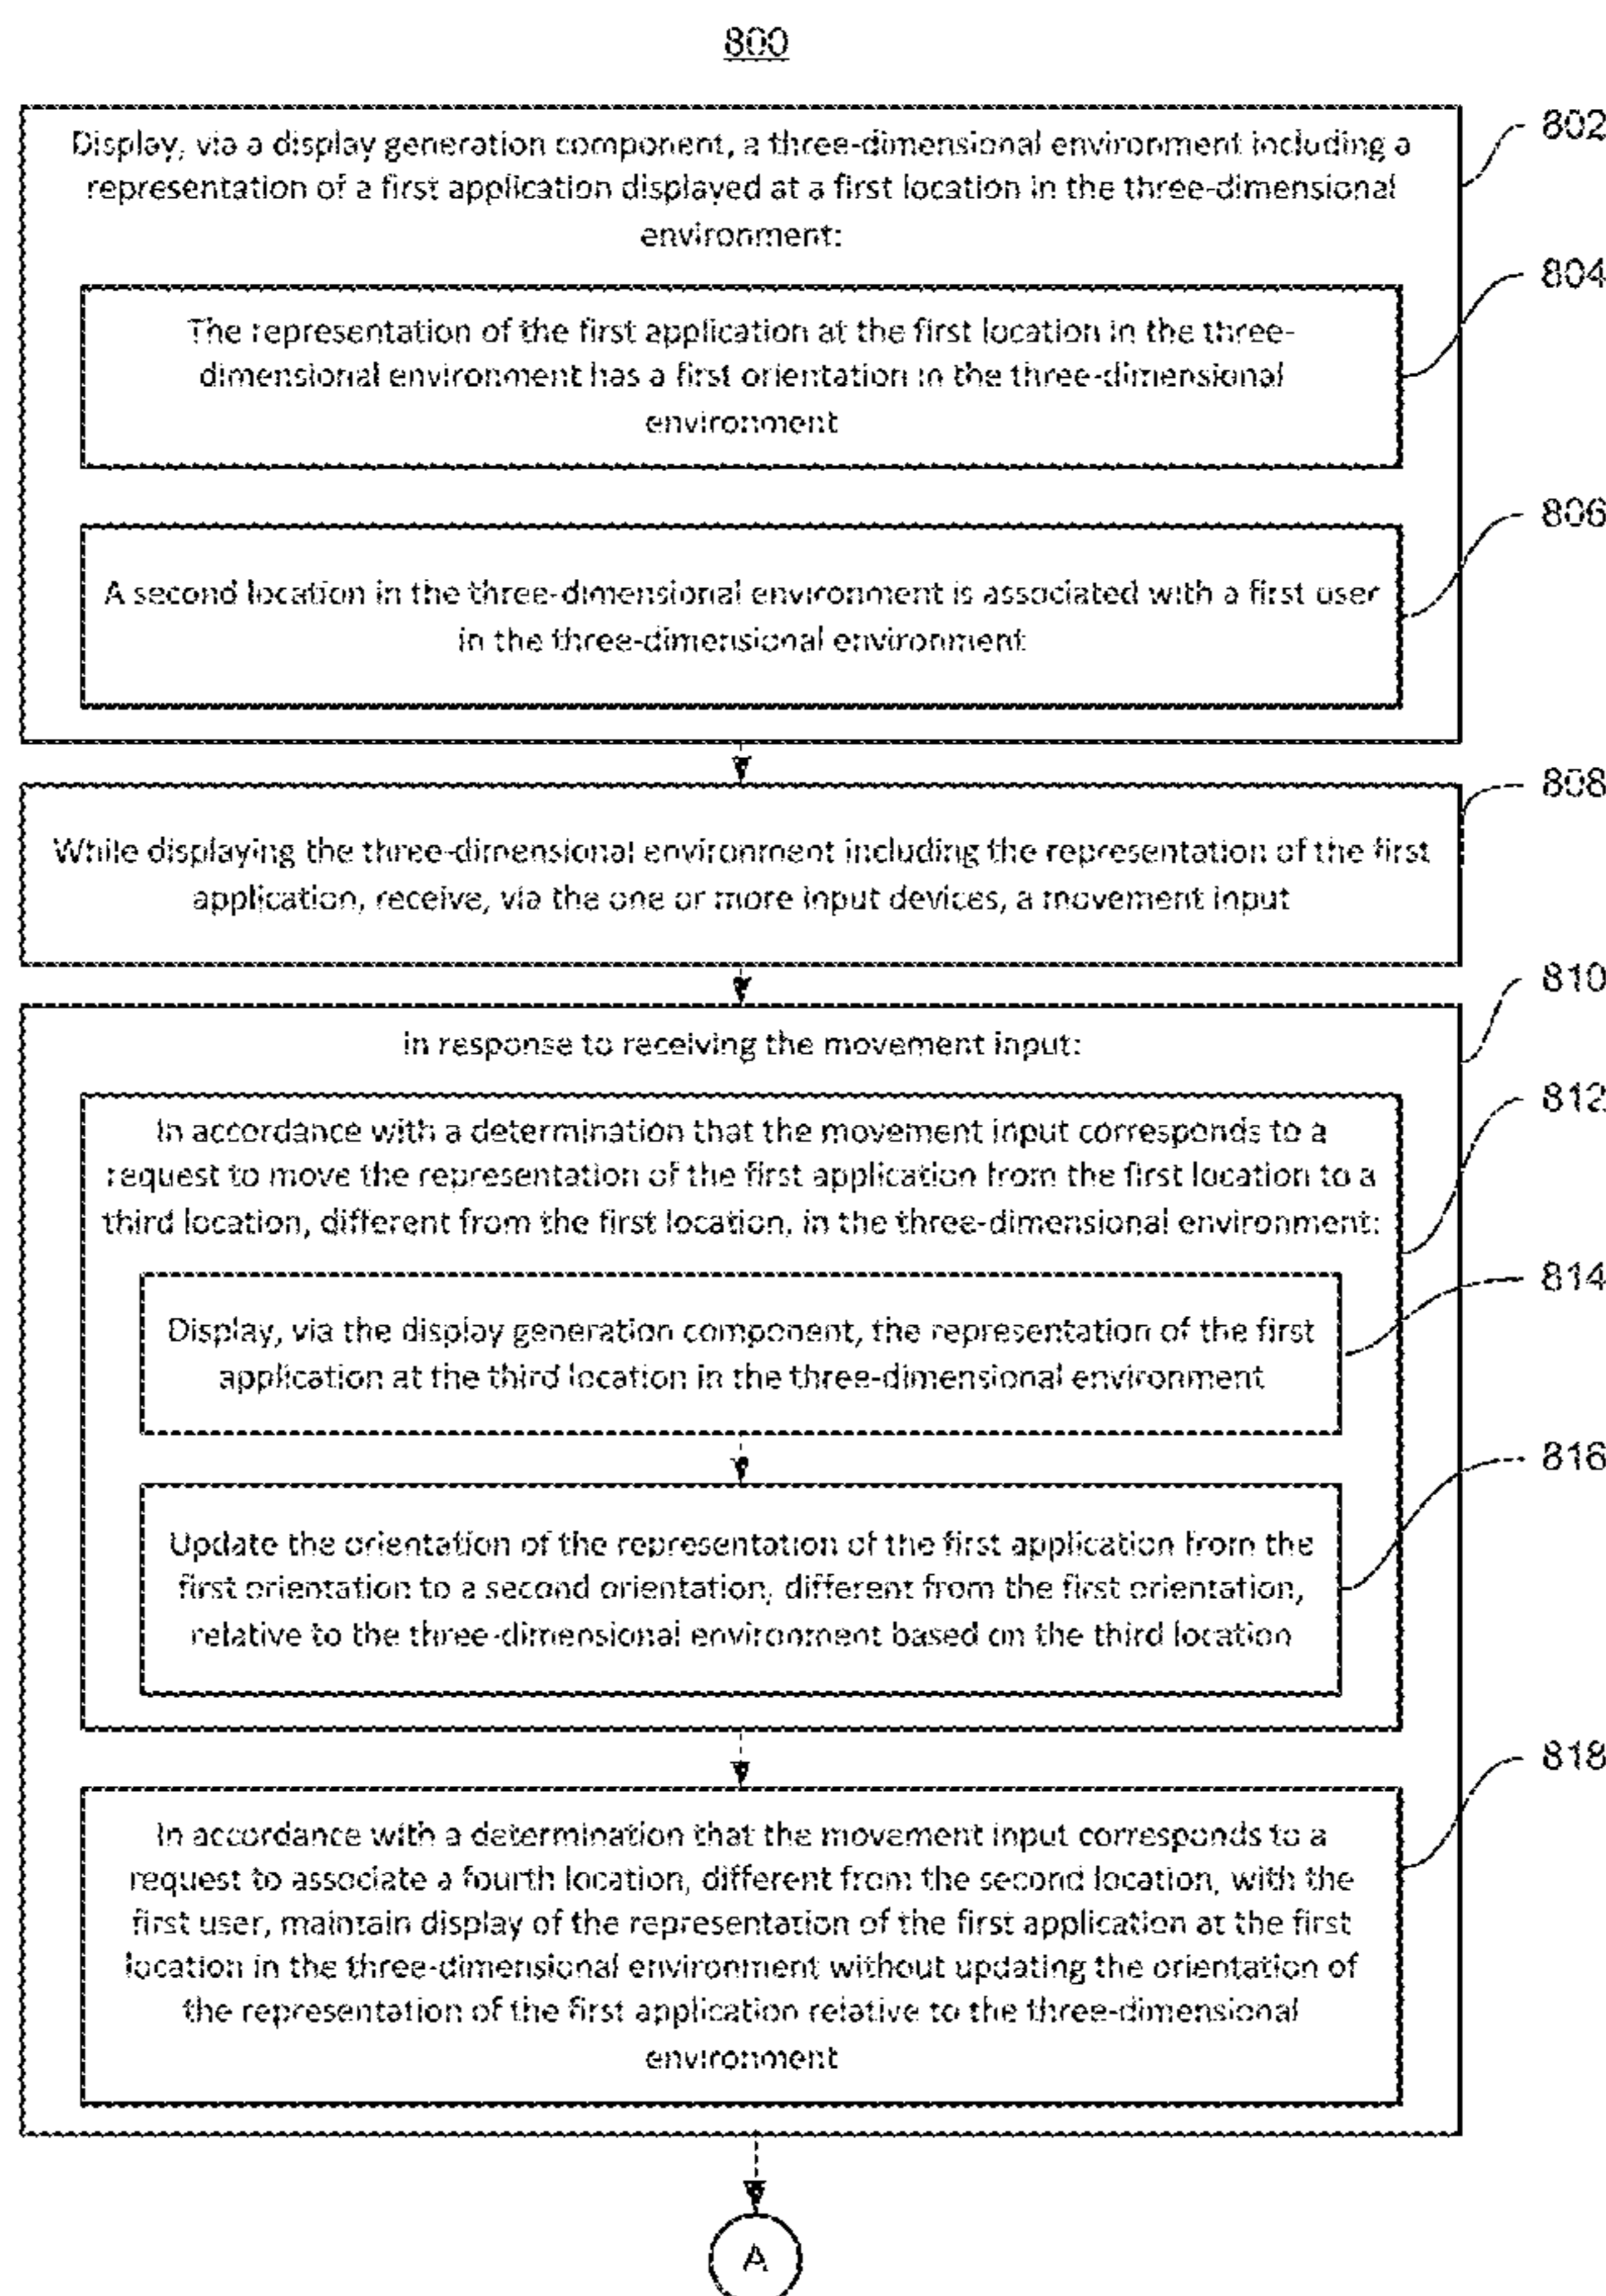 800
802
Display, via a display generation component, a three-dimensional environment including a
representation of a first application displayed at a first location in the three-dimensional
environment:
804
The representation of the first application at the first location in the three-
dimensional environment has a first orientation in the three-dimensional
environment
806
A second location in the three-dimensional environment is associated with a first user
in the three-dimensional environment
808
While displaying the three-dimensional environment including the representation of the first
application, receive, via the one or more input devices, a movement input
810
in response to receiving the movement input:
812
In accordance with a determination that the movement input corresponds to a
request to move the representation of the first application from the first location to a
third location, different from the first location, in the three-dimensional environment:
814
Display, via the display generation component, the representation of the first
application at the third location in the three-dimensional environment
816
Update the orientation of the representation of the first application from the
first orientation to a second orientation, different from the first orientation,
relative to the three-dimensional environment based on the third location
818
In accordance with a determination that the movement input corresponds to a
request to associate a fourth location, different from the second location, with the
first user, maintain display of the representation of the first application at the first
location in the three-dimensional environment without updating the orientation of
the representation of the first application relative to the three-dimensional
environment
A